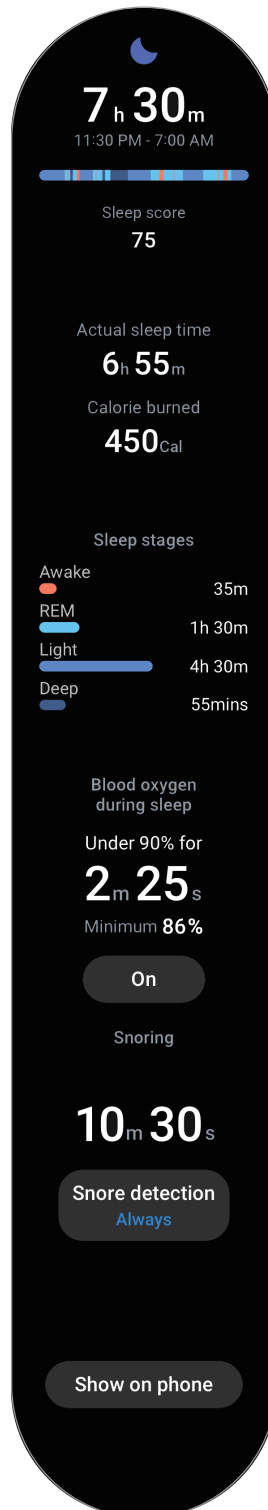 7h 30m
11:30 PM - 7:00 AM
Sleep score
75
Actual sleep time
6h 55m
Calorie burned
450Cal
Sleep stages
Awake
35m
REM
1h 30m
Light
4h 30m
Deep
55mins
Blood oxygen
during sleep
Under 90% for
2m 25s
Minimum 86%
On
Snoring
10m 30s
Snore detection
Always
Show on phone